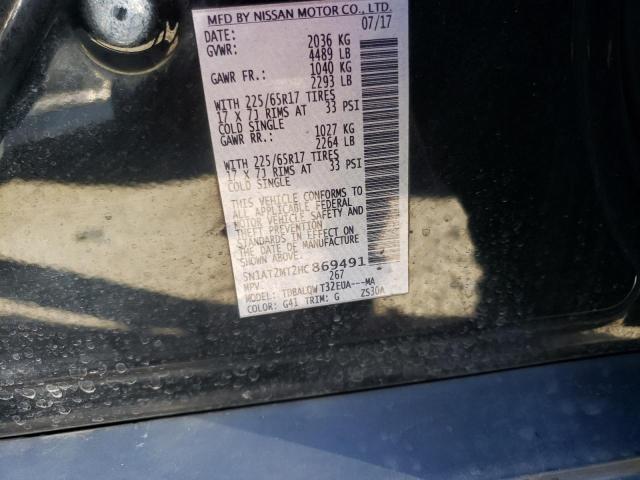 MFD BY NISSAN MOTOR CO., LTD.
DATE: 07/17
GVWR: 2036 KG
4489 LB
GAWR FR.: 1040 KG
2293 LB
WITH 225/65R17 TIRES
17 X 7J RIMS AT 33 PSI
COLD SINGLE
GAWR RR.: 1027 KG
2264 LB
WITH 225/65R17 TIRES
17 X 7J RIMS AT 33 PSI
COLD SINGLE
THIS VEHICLE CONFORMS TO
ALL APPLICABLE FEDERAL
MOTOR VEHICLE SAFETY AND
THEFT PREVENTION
STANDARDS IN EFFECT ON
THE DATE OF MANUFACTURE
SHOWN ABOVE.
5N1AT2MT2HC869491
MPV 267
MODEL: TDBALQWT32EUA---MA
COLOR: G41 TRIM: G ZS30A